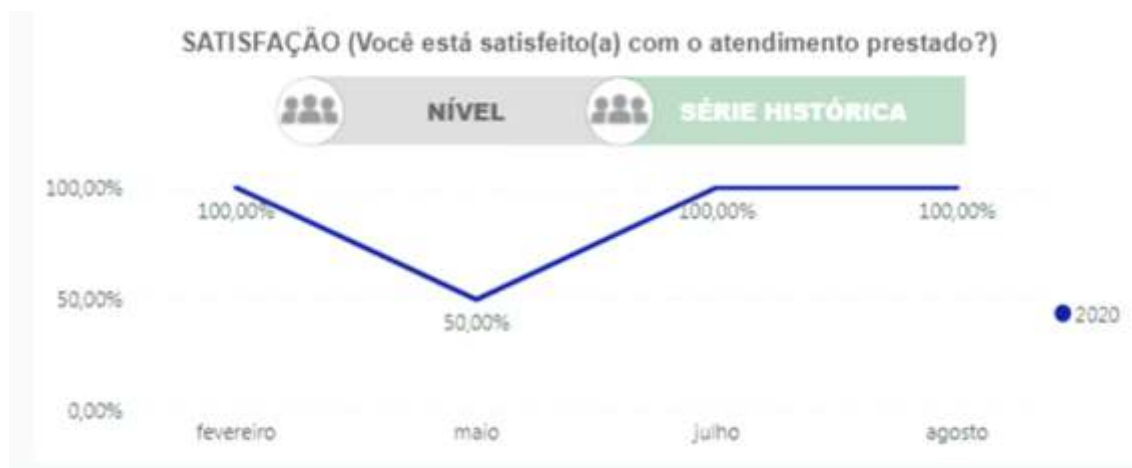 SATISFAÇÃO (Você está satisfeito(a) com o atendimento prestado?)
NÍVEL SÉRIE HISTÓRICA
100,00%
100,00% 100,00% 100,00%
50,00%
50,00%
2020
0,00%
fevereiro maio julho agosto